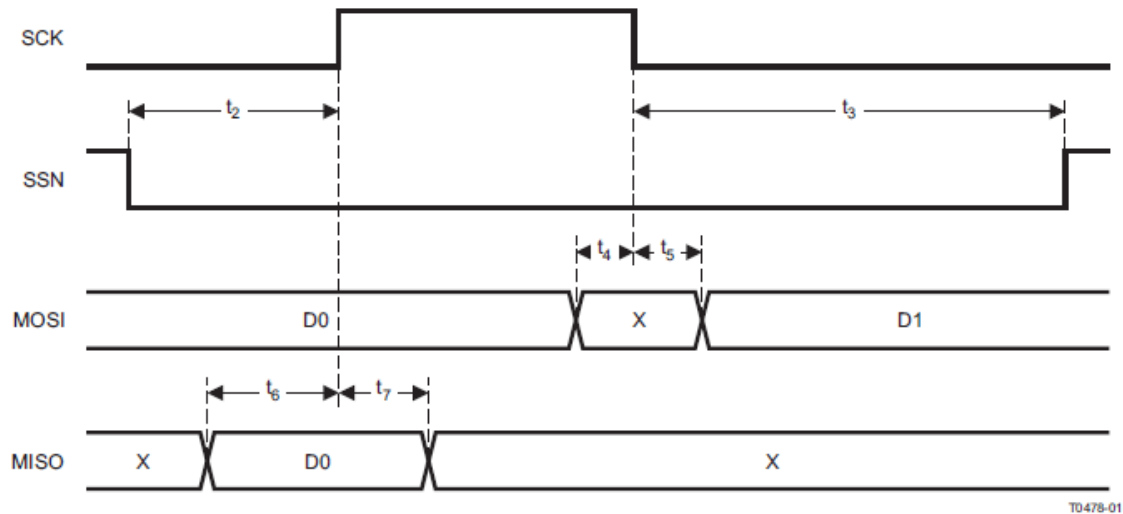 SCK
t2
t3
SSN
t4
t5
MOSI D0 X D1
t6
t7
MISO X D0 X
T0478-01